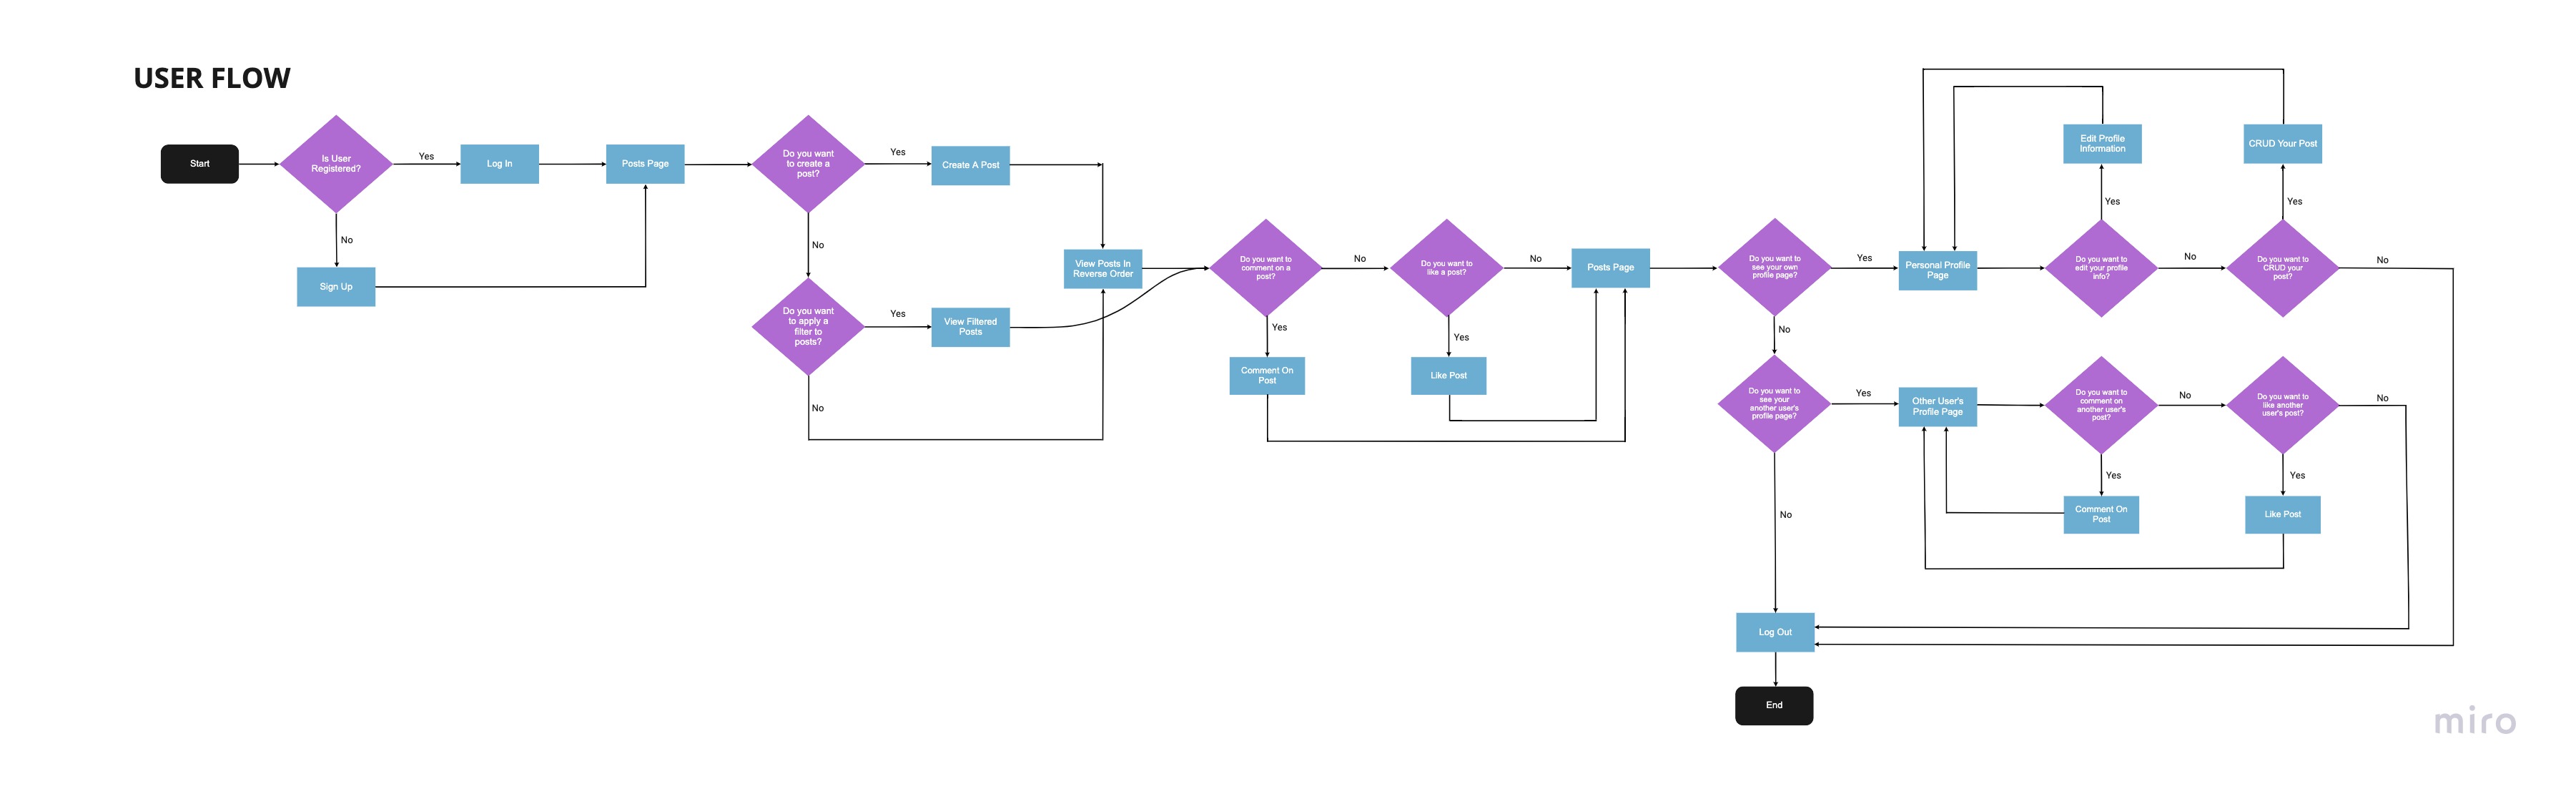 USER FLOW
Start
Is User
Registered?
Yes
Log In
Posts Page
No
Sign Up
Do you want
to create a
post?
Yes
Create A Post
No
Do you want
to apply a
filter to
posts?
Yes
View Filtered
Posts
No
View Posts In
Reverse Order
Do you want to
comment on a
post?
No
Yes
Comment On
Post
Do you want to
like a post?
No
Yes
Like Post
Posts Page
Do you want to
see your own
profile page?
Yes
Personal Profile
Page
Do you want to
edit your profile
info?
Yes
Edit Profile
Information
No
Do you want to
CRUD your
post?
Yes
CRUD Your Post
No
No
Do you want to
see your
another user's
profile page?
Yes
Other User's
Profile Page
Do you want to
comment on
another user's
post?
No
Yes
Comment On
Post
Do you want to
like another
user's post?
No
Yes
Like Post
No
Log Out
End
miro